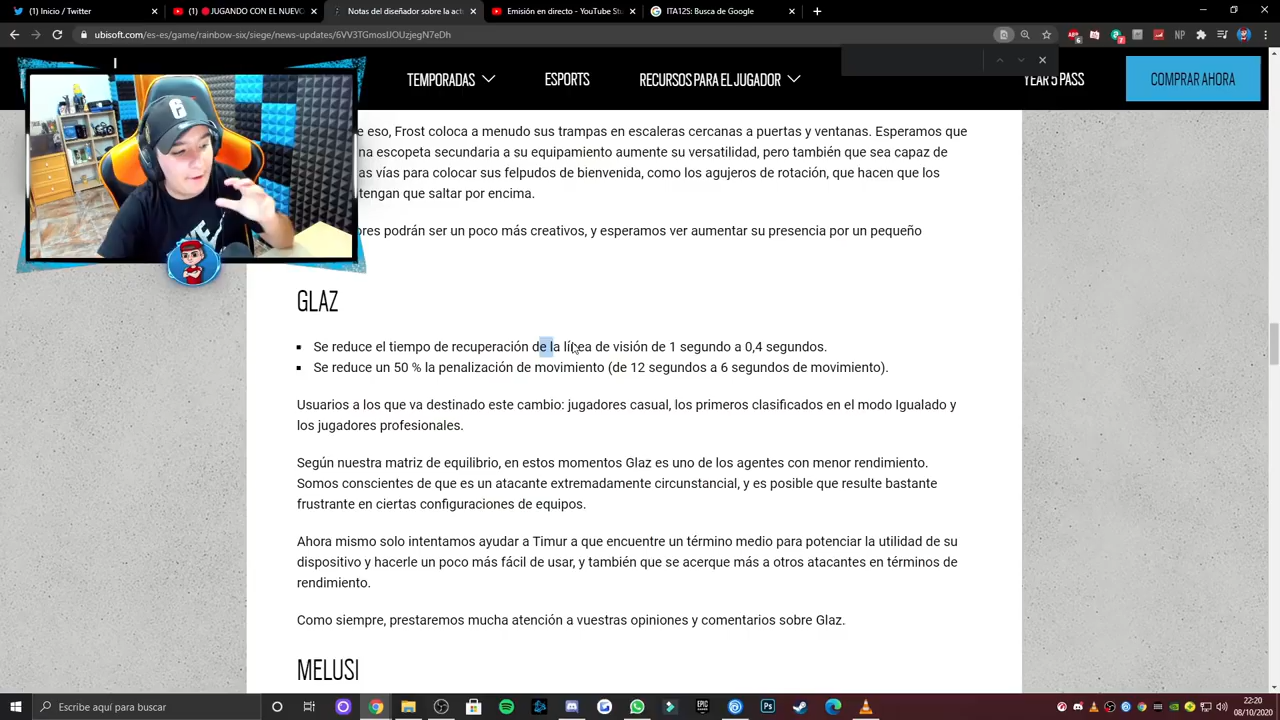 (1) Inicio / Twitter
(1) 🔴 JUGANDO CON EL NUEVO
Notas del diseñador sobre la act
Emisión en directo - YouTube Stu
ITA12S: Busca de Google
ubisoft.com/es-es/game/rainbow-six/siege/news-updates/6VV3TGmosIJOUzjegN7eDh
TEMPORADAS
ESPORTS
RECURSOS PARA EL JUGADOR
YEAR 5 PASS
COMPRAR AHORA
e eso, Frost coloca a menudo sus trampas en escaleras cercanas a puertas y ventanas. Esperamos que
na escopeta secundaria a su equipamiento aumente su versatilidad, pero también que sea capaz de
as vías para colocar sus felpudos de bienvenida, como los agujeros de rotación, que hacen que los
tengan que saltar por encima.
ores podrán ser un poco más creativos, y esperamos ver aumentar su presencia por un pequeño
GLAZ
▪ Se reduce el tiempo de recuperación de la línea de visión de 1 segundo a 0,4 segundos.
▪ Se reduce un 50 % la penalización de movimiento (de 12 segundos a 6 segundos de movimiento).
Usuarios a los que va destinado este cambio: jugadores casual, los primeros clasificados en el modo Igualado y
los jugadores profesionales.
Según nuestra matriz de equilibrio, en estos momentos Glaz es uno de los agentes con menor rendimiento.
Somos conscientes de que es un atacante extremadamente circunstancial, y es posible que resulte bastante
frustrante en ciertas configuraciones de equipos.
Ahora mismo solo intentamos ayudar a Timur a que encuentre un término medio para potenciar la utilidad de su
dispositivo y hacerle un poco más fácil de usar, y también que se acerque más a otros atacantes en términos de
rendimiento.
Como siempre, prestaremos mucha atención a vuestras opiniones y comentarios sobre Glaz.
MELUSI
Escribe aquí para buscar
22:20
08/10/2020